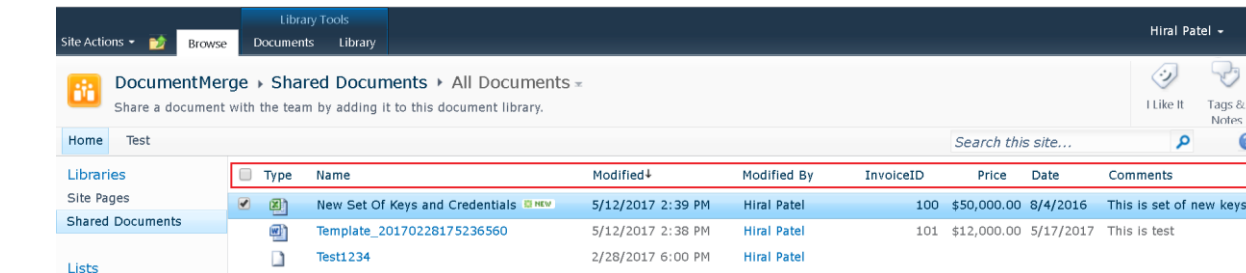 Library Tools
Hiral Patel
Site Actions Browse Documents Library
DocumentMerge Shared Documents All Documents
Share a document with the team by adding it to this document library.
I Like It Tags & Notes
Home Test Search this site...
Libraries Type Name Modified Modified By InvoiceID Price Date Comments
Site Pages New Set Of Keys and Credentials NEW 5/12/2017 2:39 PM Hiral Patel 100 $50,000.00 8/4/2016 This is set of new keys
Shared Documents Template_20170228175236560 5/12/2017 2:38 PM Hiral Patel 101 $12,000.00 5/17/2017 This is test
Test1234 2/28/2017 6:00 PM Hiral Patel
Lists